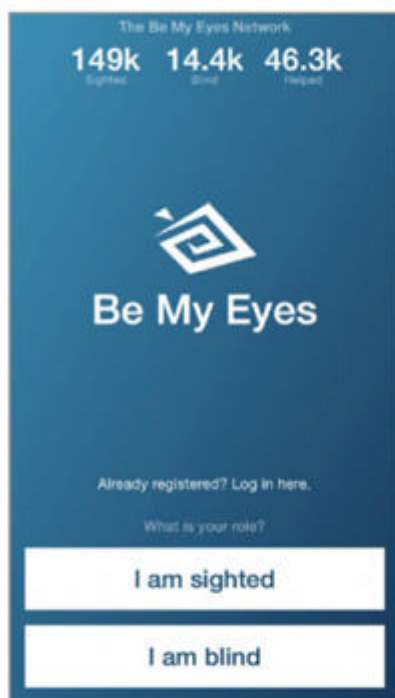 The Be My Eyes Network
149k 14.4k 46.3k
Sighted Blind Helped
Be My Eyes
Already registered? Log in here.
What is your role?
I am sighted
I am blind